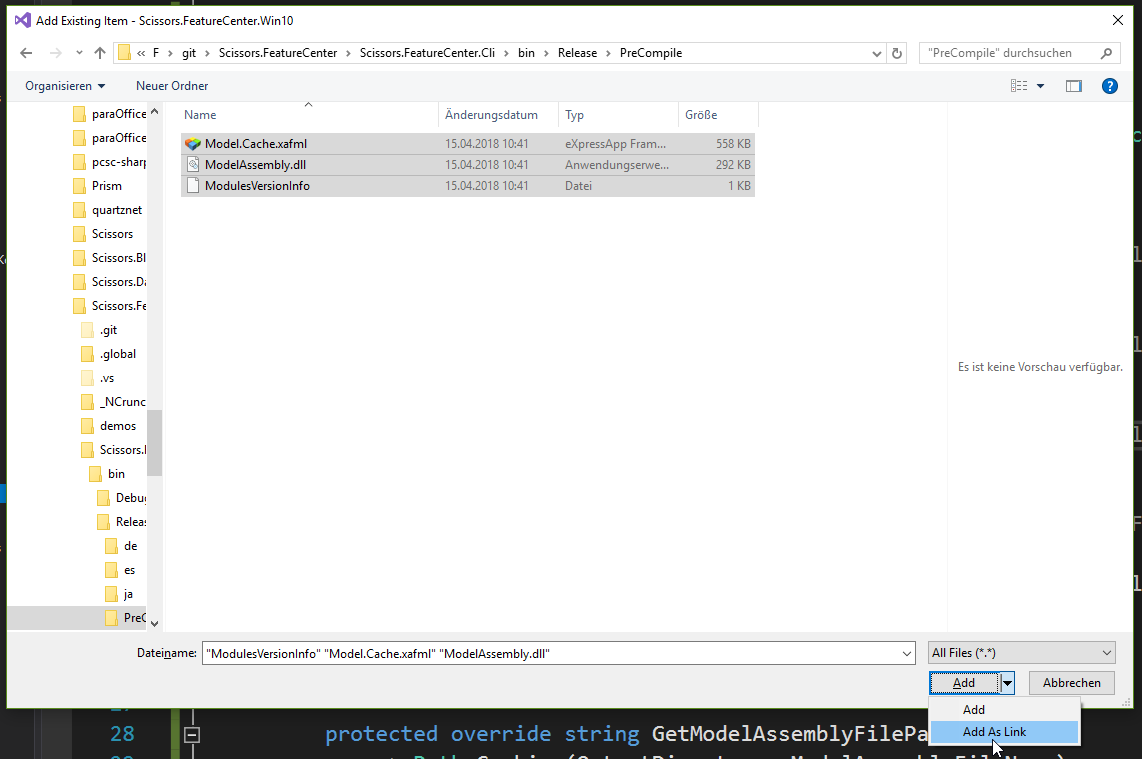 Add Existing Item - Scissors.FeatureCenter.Win10
« F › git › Scissors.FeatureCenter › Scissors.FeatureCenter.Cli › bin › Release › PreCompile
"PreCompile" durchsuchen
Organisieren
Neuer Ordner
paraOffice
paraOffice
pcsc-sharp
Prism
quartznet
Scissors
Scissors.Bl
Scissors.Da
Scissors.Fe
.git
.global
.vs
_NCrunc
demos
Scissors.
bin
Debug
Releas
de
es
ja
PreC
Name Änderungsdatum Typ Größe
Model.Cache.xafml 15.04.2018 10:41 eXpressApp Fram... 558 KB
ModelAssembly.dll 15.04.2018 10:41 Anwendungserwe... 292 KB
ModulesVersionInfo 15.04.2018 10:41 Datei 1 KB
Es ist keine Vorschau verfügbar.
Dateiname: "ModulesVersionInfo" "Model.Cache.xafml" "ModelAssembly.dll"
All Files (*.*)
Add
Abbrechen
Add
Add As Link
28 protected override string GetModelAssemblyFilePa